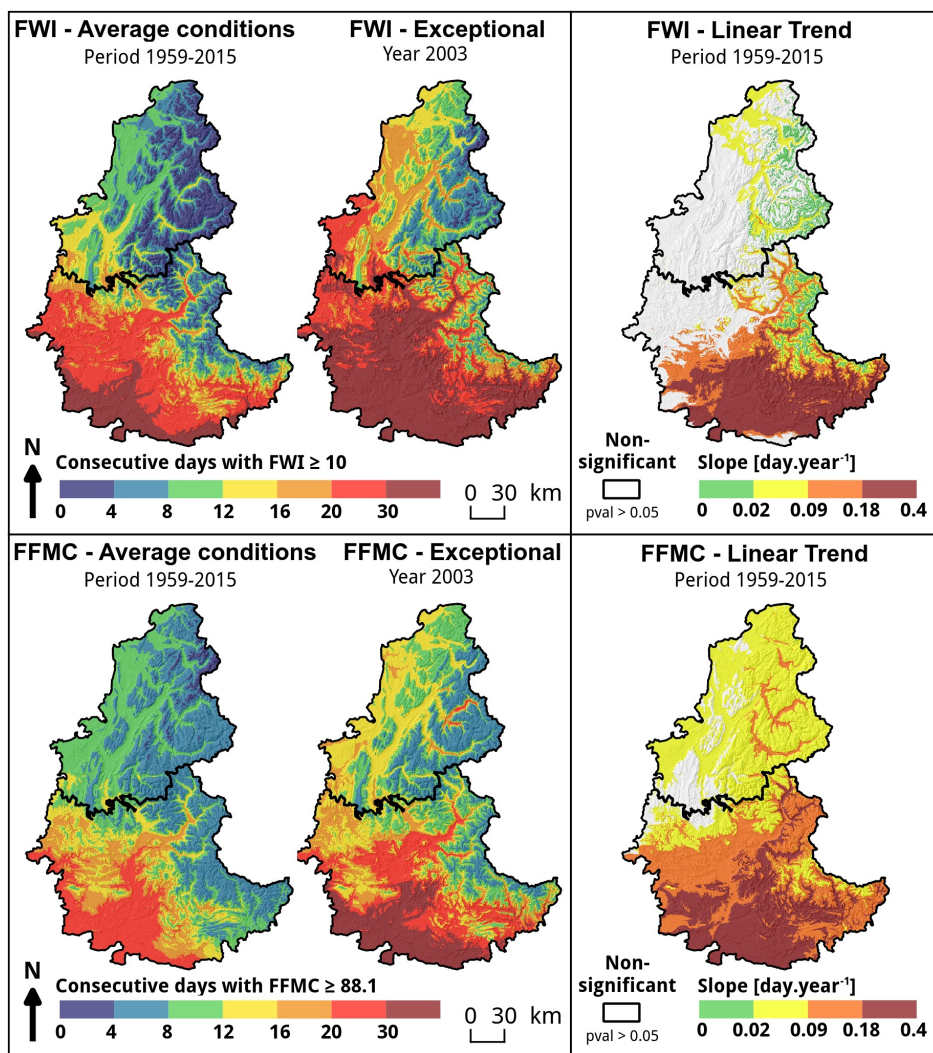 FWI - Average conditions
Period 1959-2015
FWI - Exceptional
Year 2003
FWI - Linear Trend
Period 1959-2015
N
Consecutive days with FWI ≥ 10
0 4 8 12 16 20 30
0 30 km
Non-
significant
pval > 0.05
Slope [day.year⁻¹]
0 0.02 0.09 0.18 0.4
FFMC - Average conditions
Period 1959-2015
FFMC - Exceptional
Year 2003
FFMC - Linear Trend
Period 1959-2015
N
Consecutive days with FFMC ≥ 88.1
0 4 8 12 16 20 30
0 30 km
Non-
significant
pval > 0.05
Slope [day.year⁻¹]
0 0.02 0.09 0.18 0.4